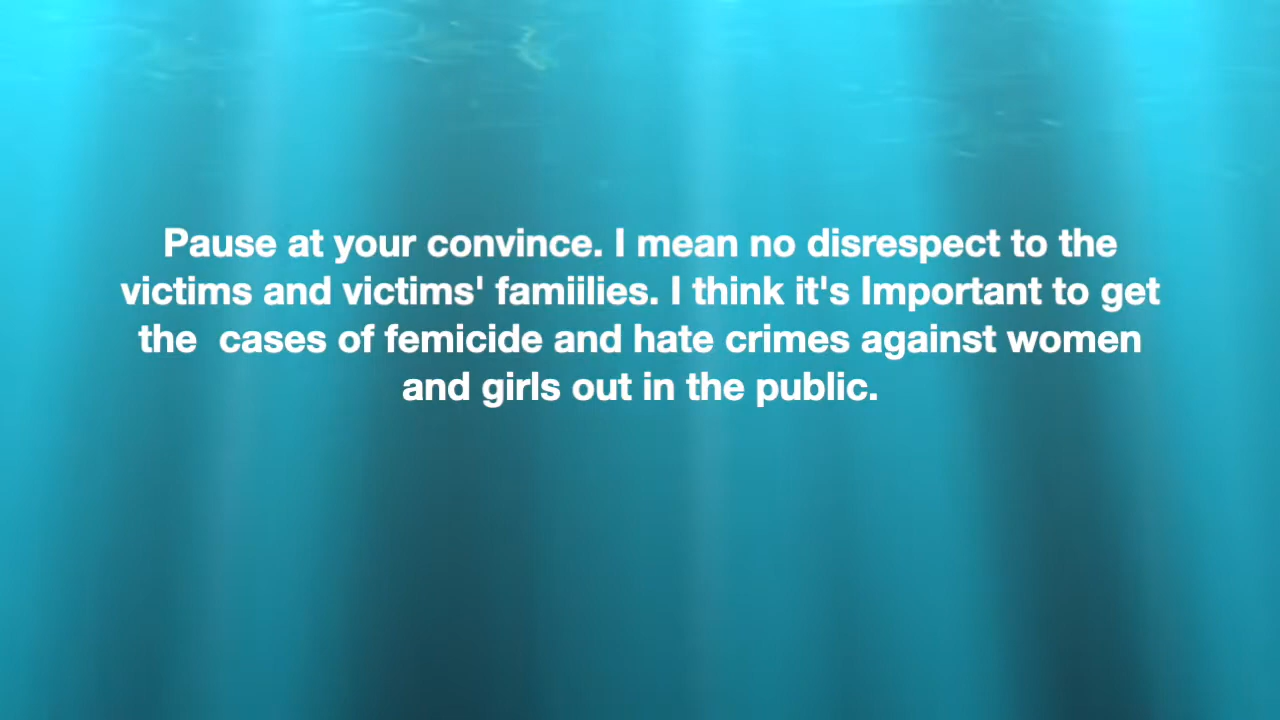 Pause at your convince. I mean no disrespect to the
victims and victims' famiilies. I think it's Important to get
the  cases of femicide and hate crimes against women
and girls out in the public.